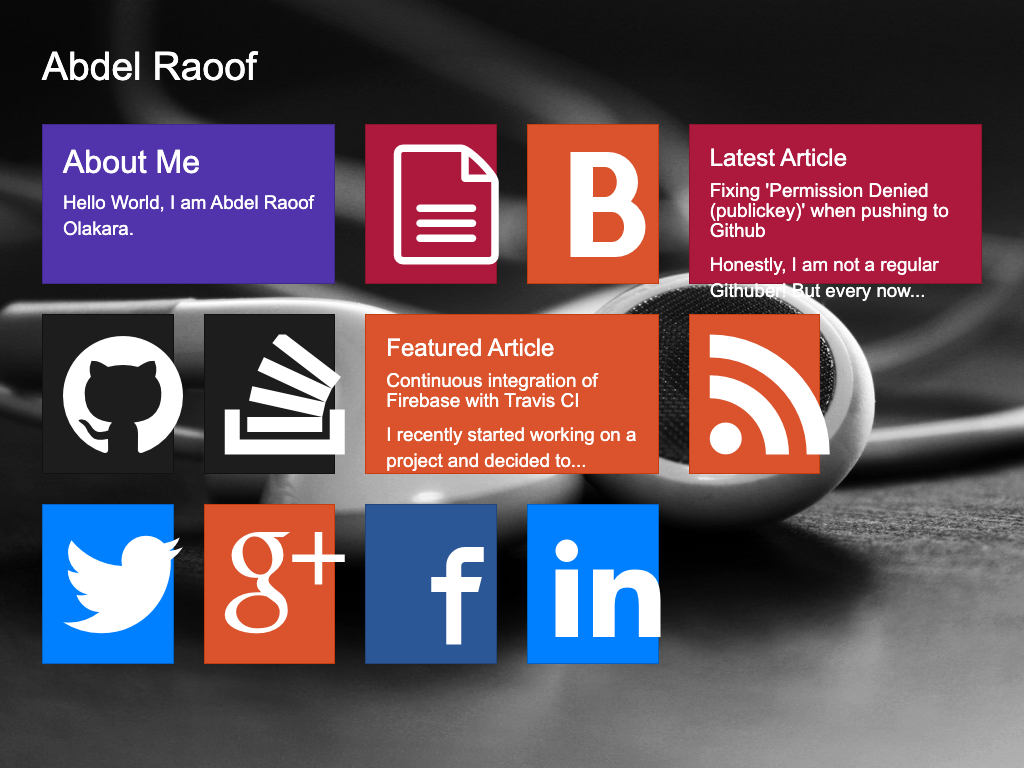 Abdel Raoof
About Me
Hello World, I am Abdel Raoof
Olakara.
B
Latest Article
Fixing 'Permission Denied
(publickey)' when pushing to
Github
Honestly, I am not a regular
Githuber! But every now...
Featured Article
Continuous integration of
Firebase with Travis CI
I recently started working on a
project and decided to...
g+
f
in